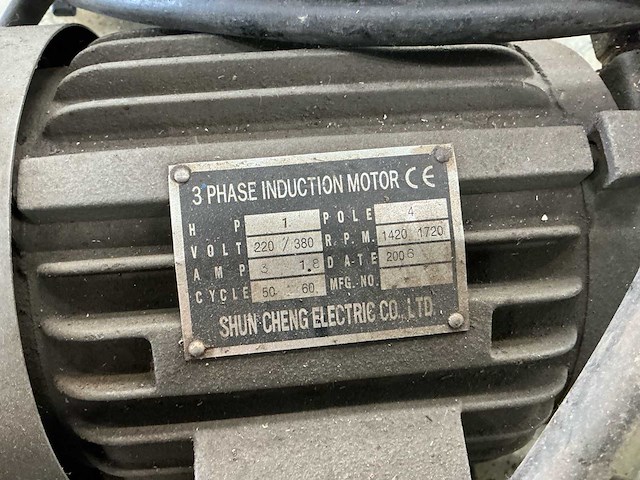 3 PHASE INDUCTION MOTOR CE
HP 1 POLE 4
VOLT 220 / 380 R.P.M. 1420 1720
AMP 3 1.8 DATE 2006
CYCLE 50 60 MFG.NO.
SHUN CHENG ELECTRIC CO., LTD.